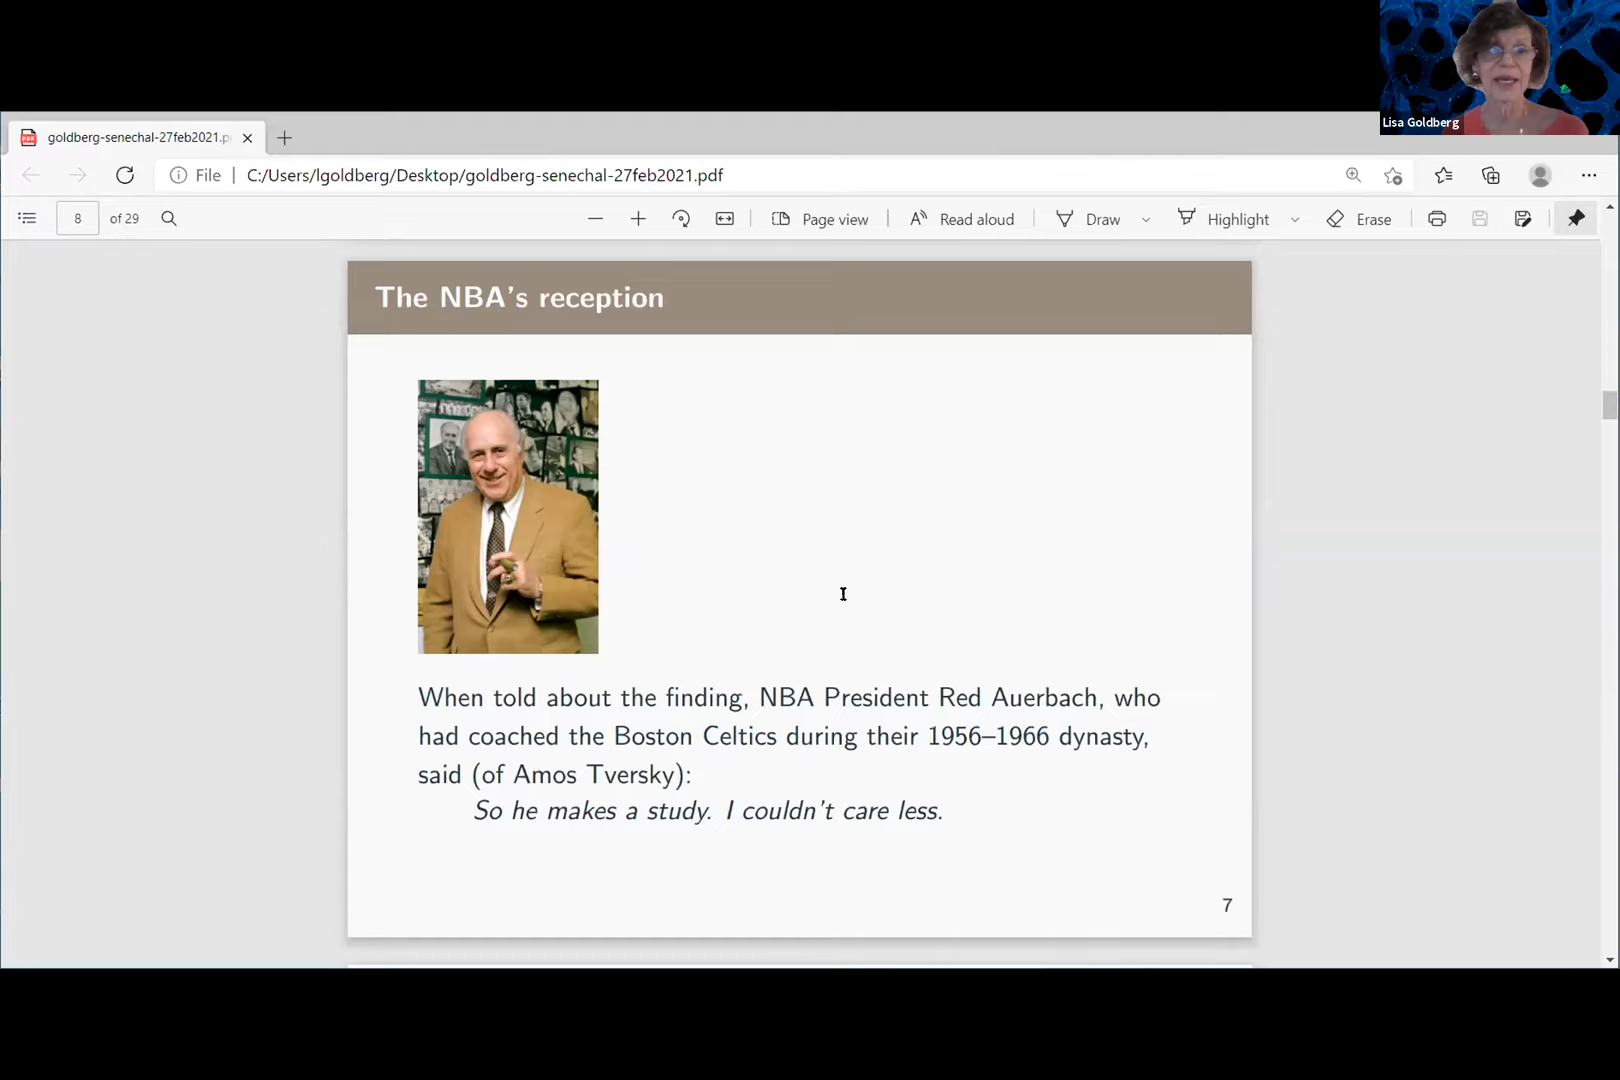 Lisa Goldberg
goldberg-senechal-27feb2021.p
File
C:/Users/lgoldberg/Desktop/goldberg-senechal-27feb2021.pdf
8 of 29
Page view
Read aloud
Draw
Highlight
Erase
The NBA's reception
When told about the finding, NBA President Red Auerbach, who
had coached the Boston Celtics during their 1956–1966 dynasty,
said (of Amos Tversky):
So he makes a study. I couldn't care less.
7